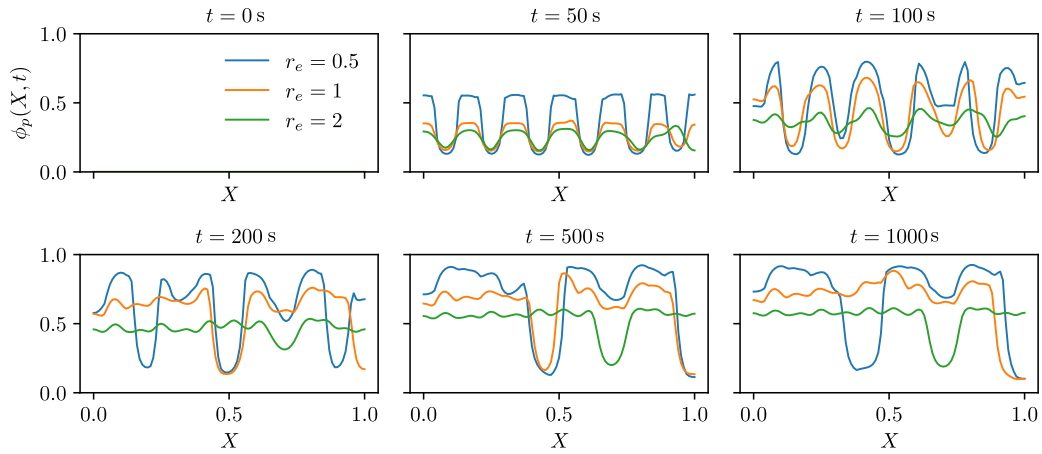 t = 0 s
t = 50 s
t = 100 s
1.0
0.5
0.0
ϕ_p(X, t)
r_e = 0.5
r_e = 1
r_e = 2
X
X
X
t = 200 s
t = 500 s
t = 1000 s
1.0
0.5
0.0
0.0 0.5 1.0
0.0 0.5 1.0
0.0 0.5 1.0
X
X
X